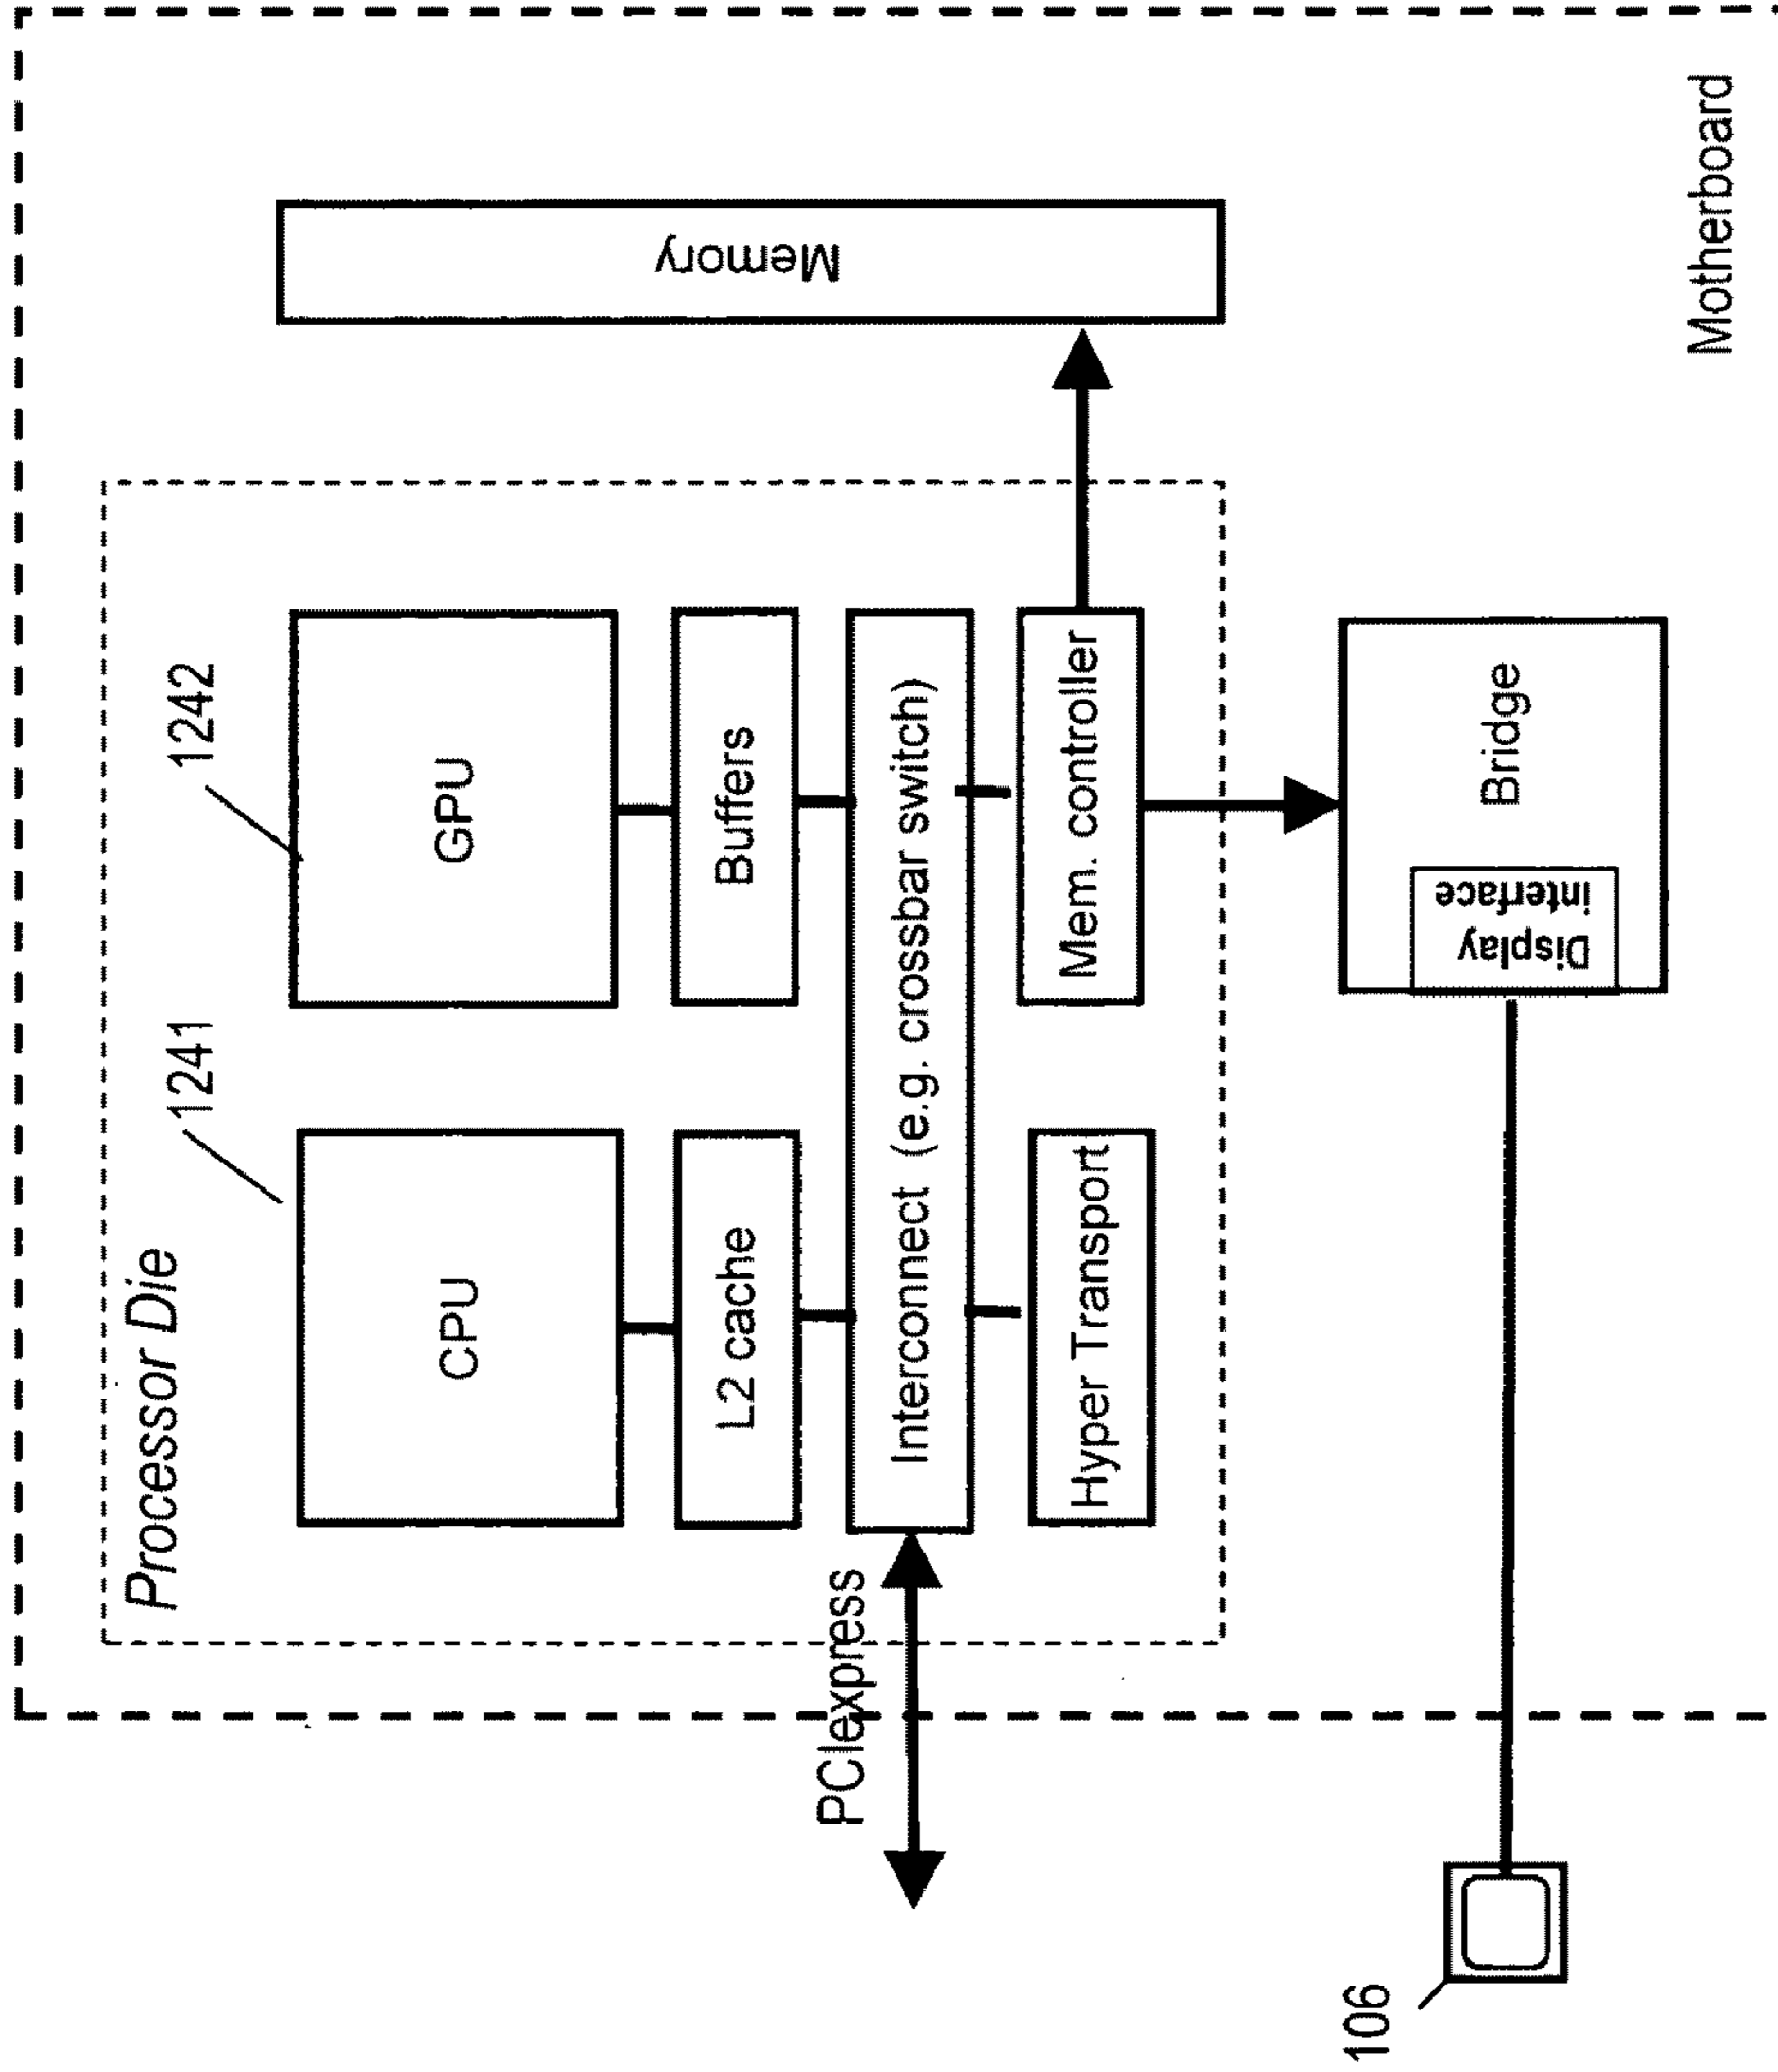 Processor Die
1241
1242
CPU
GPU
L2 cache
Buffers
Interconnect (e.g. crossbar switch)
Hyper Transport
Mem. controller
PCIexpress
Memory
Bridge
Display
interface
106
Motherboard